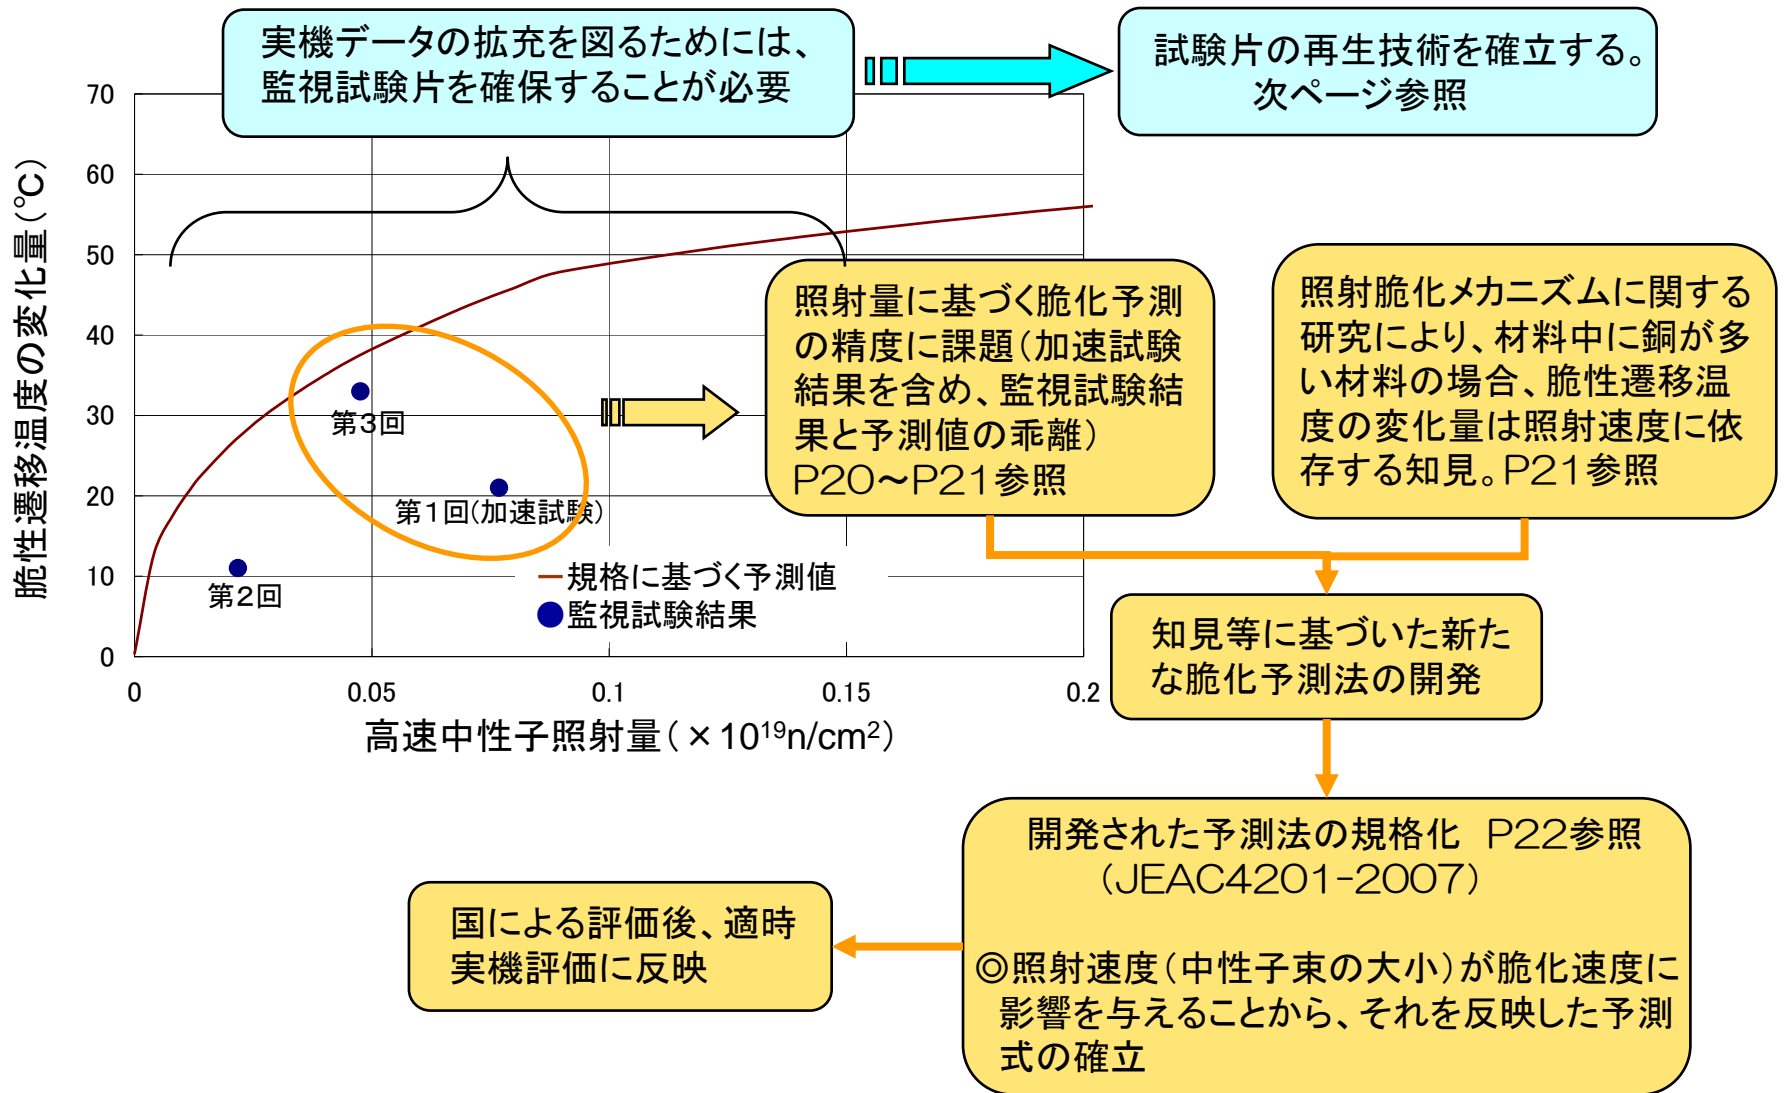 実機データの拡充を図るためには、
監視試験片を確保することが必要
試験片の再生技術を確立する。
次ページ参照
脆性遷移温度の変化量(℃)
70
60
50
40
30
20
10
0
0
0.05
0.1
0.15
0.2
高速中性子照射量(×10¹⁹n/cm²)
第3回
第1回(加速試験)
第2回
規格に基づく予測値
監視試験結果
照射量に基づく脆化予測
の精度に課題(加速試験
結果を含め、監視試験結
果と予測値の乖離)
P20~P21参照
照射脆化メカニズムに関する
研究により、材料中に銅が多
い材料の場合、脆性遷移温
度の変化量は照射速度に依
存する知見。P21参照
知見等に基づいた新た
な脆化予測法の開発
開発された予測法の規格化 P22参照
(JEAC4201-2007)
◎照射速度(中性子束の大小)が脆化速度に
影響を与えることから、それを反映した予測
式の確立
国による評価後、適時
実機評価に反映